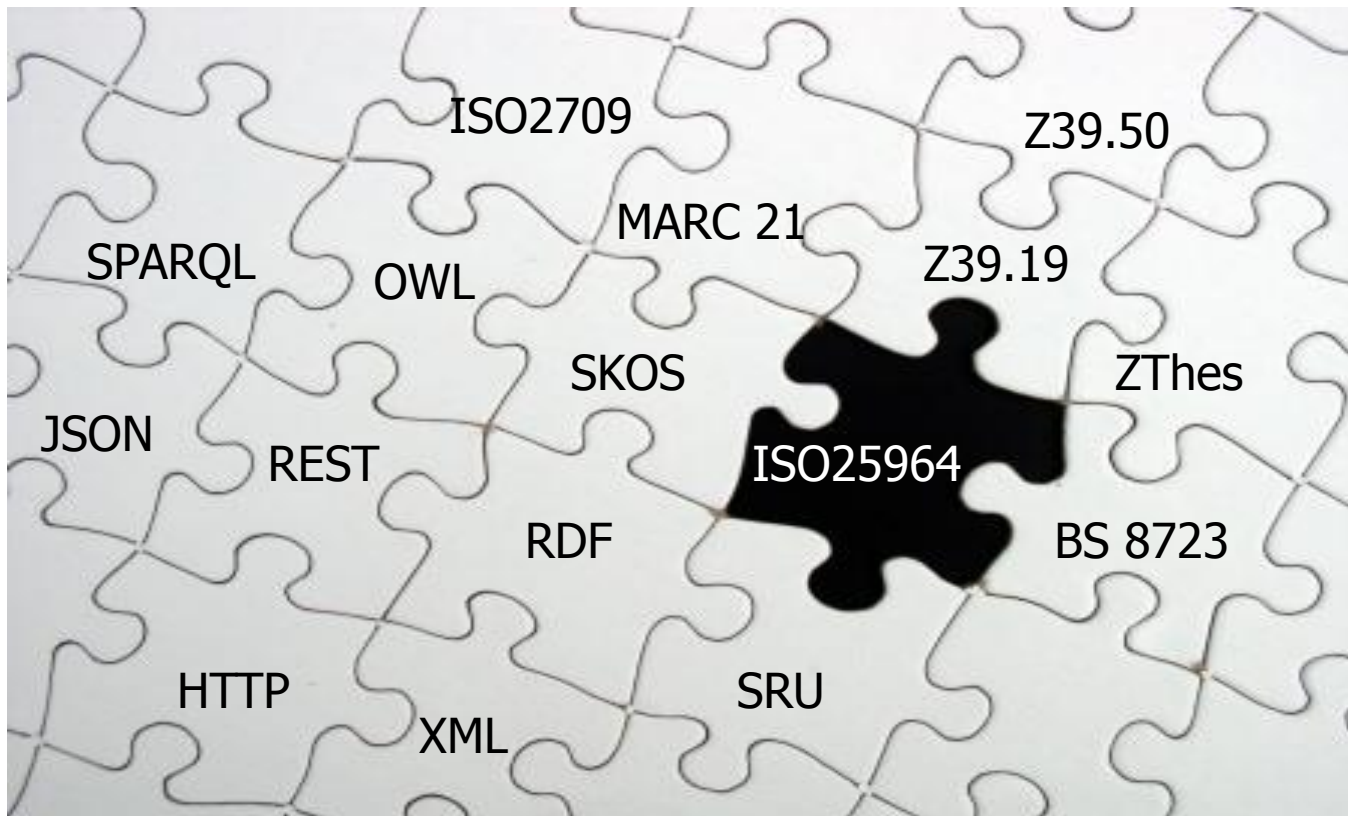 ISO2709
Z39.50
MARC 21
SPARQL
OWL
Z39.19
SKOS
ZThes
JSON
REST
ISO25964
RDF
BS 8723
HTTP
SRU
XML